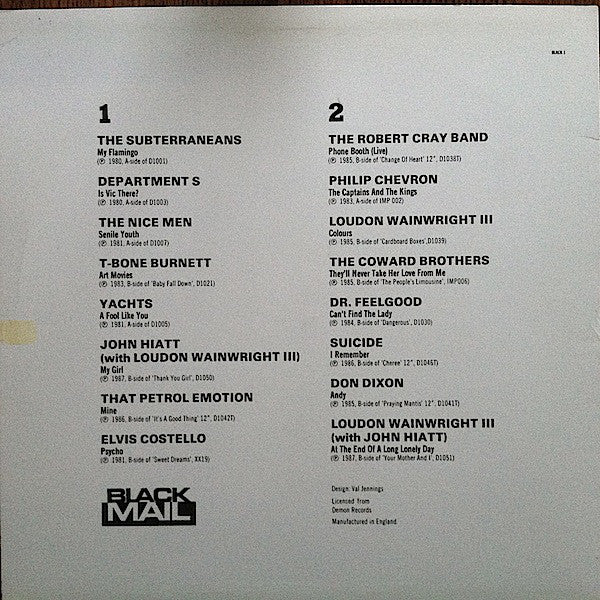 BLACK 1
1
THE SUBTERRANEANS
My Flamingo
(℗ 1980, A-side of D1001)
DEPARTMENT S
Is Vic There?
(℗ 1980, A-side of D1003)
THE NICE MEN
Senile Youth
(℗ 1981, A-side of D1007)
T-BONE BURNETT
Art Movies
(℗ 1983, B-side of 'Baby Fall Down', D1021)
YACHTS
A Fool Like You
(℗ 1981, A-side of D1005)
JOHN HIATT
(with LOUDON WAINWRIGHT III)
My Girl
(℗ 1987, B-side of 'Thank You Girl', D1050)
THAT PETROL EMOTION
Mine
(℗ 1986, B-side of 'It's A Good Thing' 12", D1042T)
ELVIS COSTELLO
Psycho
(℗ 1981, B-side of 'Sweet Dreams', XX19)
BLACK
MAIL
2
THE ROBERT CRAY BAND
Phone Booth (Live)
(℗ 1985, B-side of 'Change Of Heart' 12", D1038T)
PHILIP CHEVRON
The Captains And The Kings
(℗ 1983, A-side of IMP 002)
LOUDON WAINWRIGHT III
Colours
(℗ 1985, B-side of 'Cardboard Boxes', D1039)
THE COWARD BROTHERS
They'll Never Take Her Love From Me
(℗ 1985, B-side of 'The People's Limousine', IMP006)
DR. FEELGOOD
Can't Find The Lady
(℗ 1984, B-side of 'Dangerous', D1030)
SUICIDE
I Remember
(℗ 1986, B-side of 'Cheree' 12", D1046T)
DON DIXON
Andy
(℗ 1985, B-side of 'Praying Mantis' 12", D1041T)
LOUDON WAINWRIGHT III
(with JOHN HIATT)
At The End Of A Long Lonely Day
(℗ 1987, B-side of 'Your Mother And I', D1051)
Design: Val Jennings
Licensed from
Demon Records
Manufactured in England